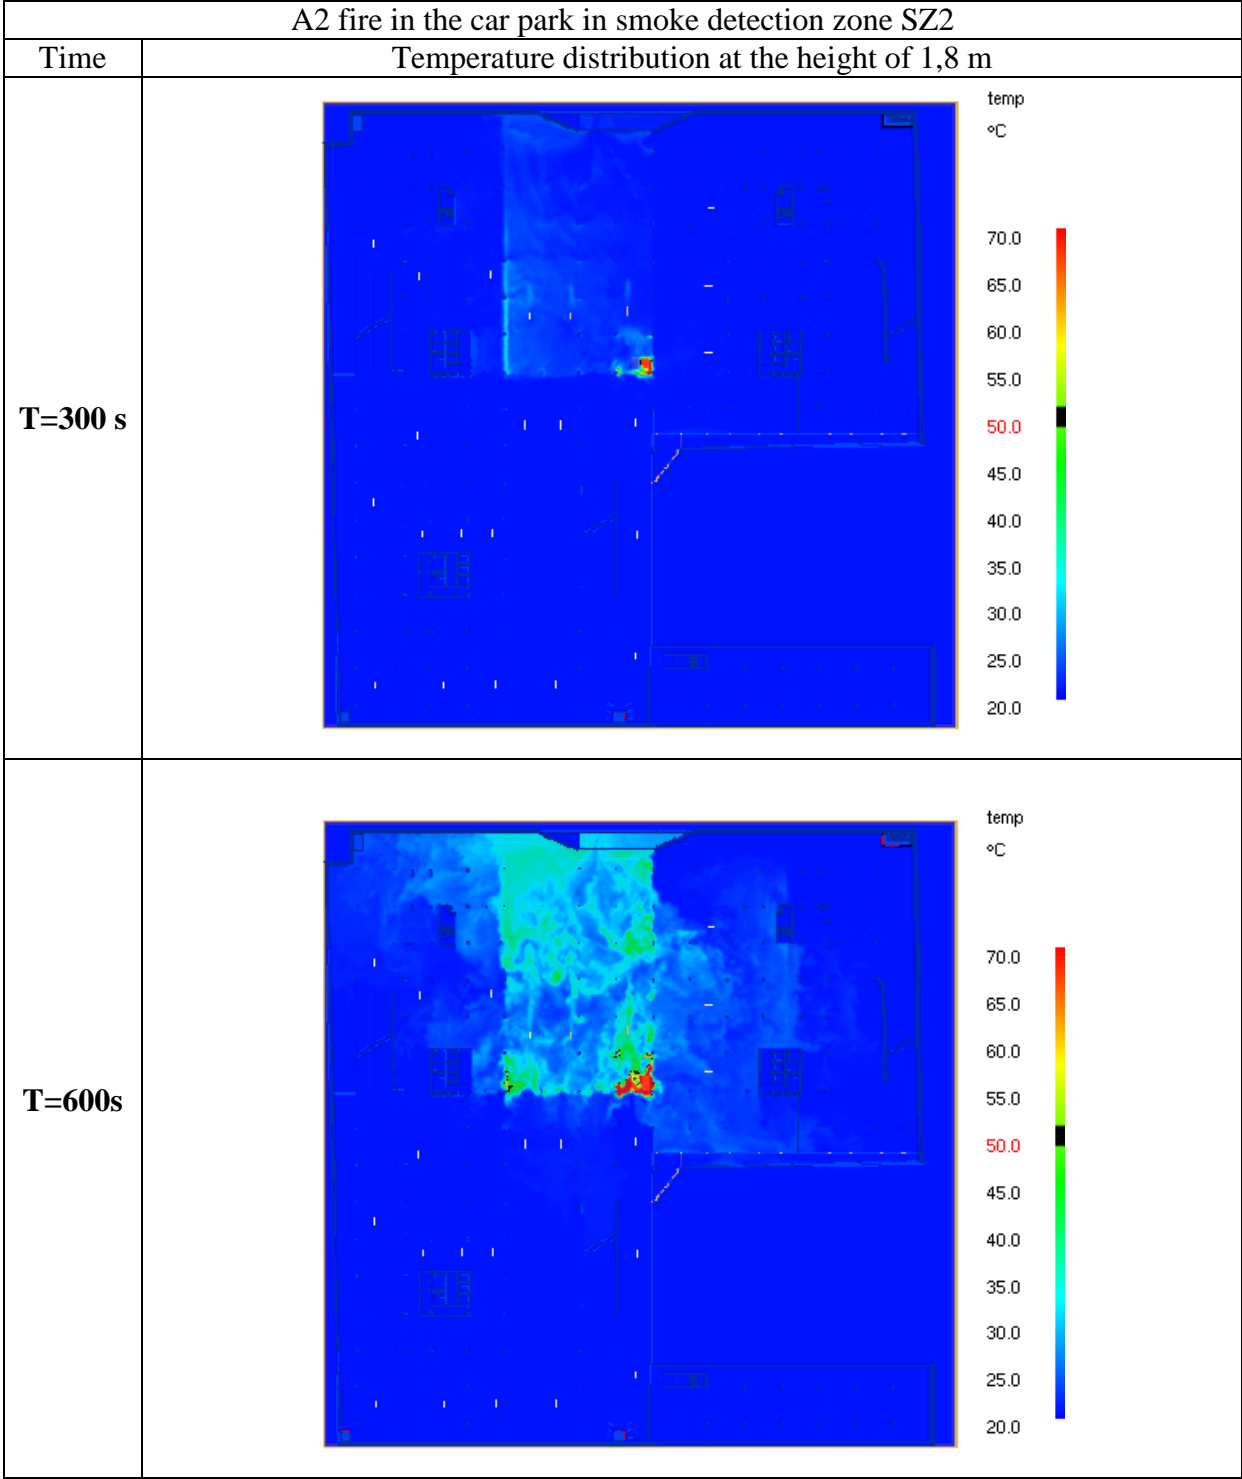 A2 fire in the car park in smoke detection zone SZ2
Time
Temperature distribution at the height of 1,8 m
T=300 s
temp
°C
70.0
65.0
60.0
55.0
50.0
45.0
40.0
35.0
30.0
25.0
20.0
T=600s
temp
°C
70.0
65.0
60.0
55.0
50.0
45.0
40.0
35.0
30.0
25.0
20.0